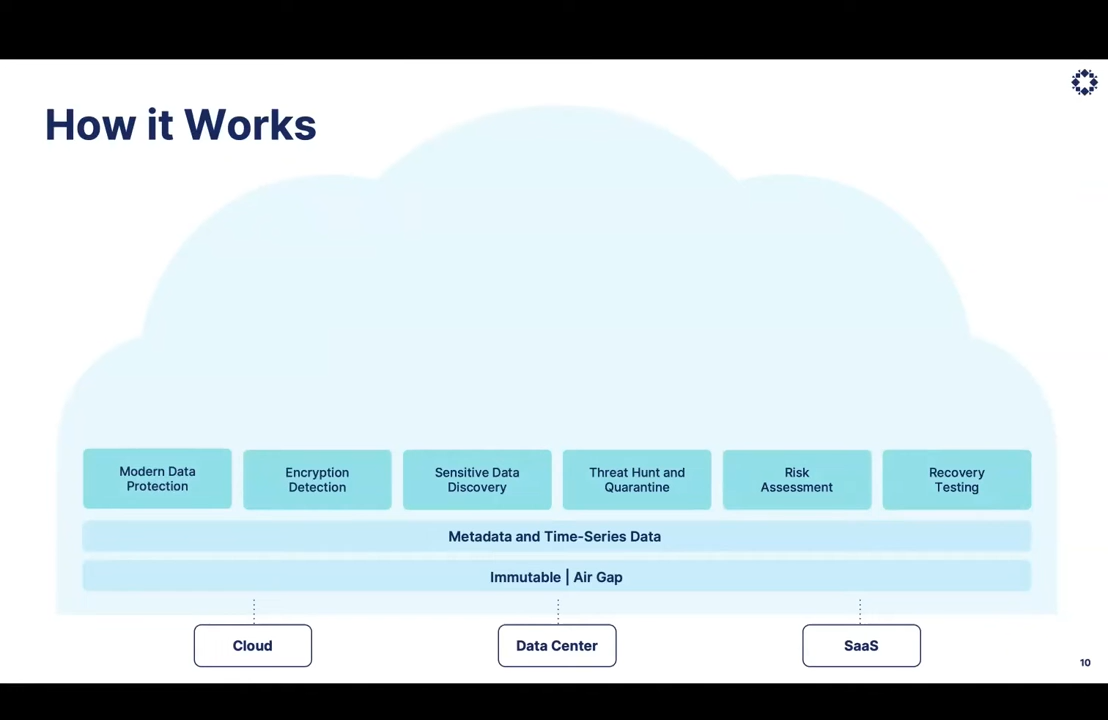 How it Works
Modern Data
Protection
Encryption
Detection
Sensitive Data
Discovery
Threat Hunt and
Quarantine
Risk
Assessment
Recovery
Testing
Metadata and Time-Series Data
Immutable | Air Gap
Cloud
Data Center
SaaS
10